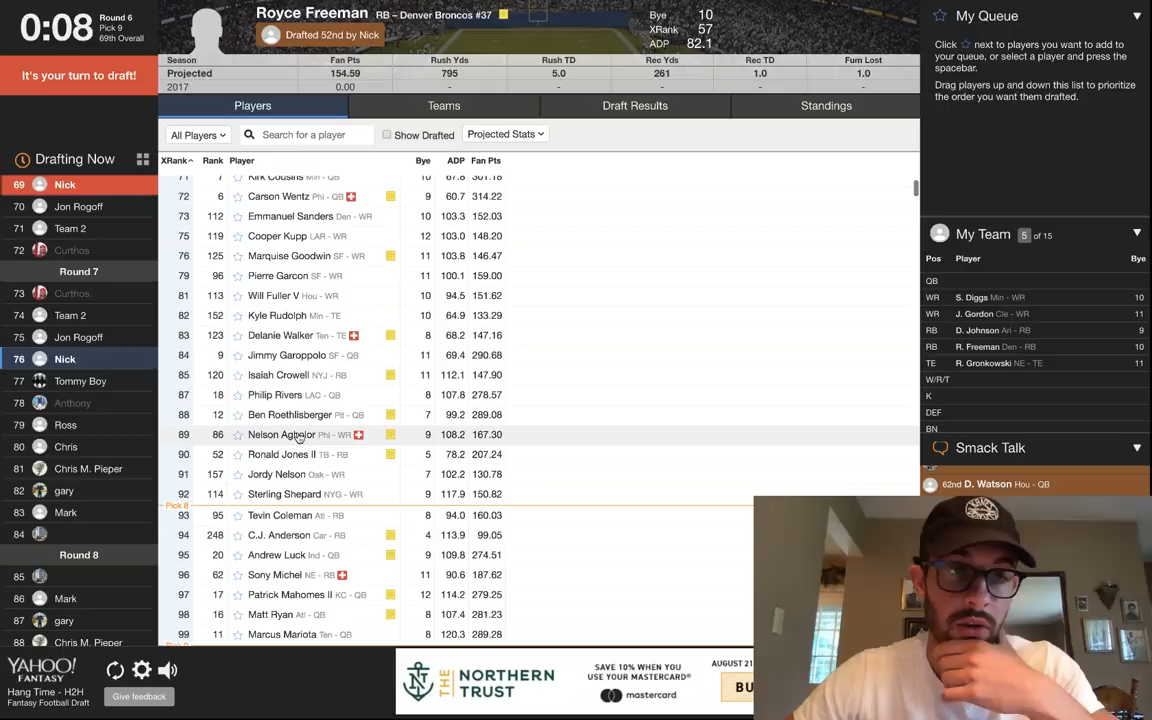 0:08
Round 6
Pick 9
69th Overall
It's your turn to draft!
Royce Freeman RB – Denver Broncos #37
Drafted 52nd by Nick
Bye 10
XRank 57
ADP 82.1
Season Fan Pts Rush Yds Rush TD Rec Yds Rec TD Fum Lost
Projected 154.59 795 5.0 261 1.0 1.0
2017 0.00 - - - - -
Players Teams Draft Results Standings
All Players Search for a player Show Drafted Projected Stats
XRank Rank Player Bye ADP Fan Pts
71 7 Kirk Cousins Min - QB 10 67.8 301.18
72 6 Carson Wentz Phi - QB 9 60.7 314.22
73 112 Emmanuel Sanders Den - WR 10 103.3 152.03
75 119 Cooper Kupp LAR - WR 12 103.0 148.20
76 125 Marquise Goodwin SF - WR 11 103.8 146.47
79 96 Pierre Garcon SF - WR 11 100.1 159.00
81 113 Will Fuller V Hou - WR 10 94.5 151.62
82 152 Kyle Rudolph Min - TE 10 64.9 133.29
83 123 Delanie Walker Ten - TE 8 68.2 147.16
84 9 Jimmy Garoppolo SF - QB 11 69.4 290.68
85 120 Isaiah Crowell NYJ - RB 11 112.1 147.90
87 18 Philip Rivers LAC - QB 8 107.8 278.57
88 12 Ben Roethlisberger Pit - QB 7 99.2 289.08
89 86 Nelson Agholor Phi - WR 9 108.2 167.30
90 52 Ronald Jones II TB - RB 5 78.2 207.24
91 157 Jordy Nelson Oak - WR 10 102.2 130.78
92 114 Sterling Shepard NYG - WR 9 117.9 150.82
Pick 8
93 95 Tevin Coleman Atl - RB 8 94.0 160.03
94 248 C.J. Anderson Car - RB 4 113.9 99.05
95 20 Andrew Luck Ind - QB 9 109.8 274.51
96 62 Sony Michel NE - RB 11 90.6 187.62
97 17 Patrick Mahomes II KC - QB 12 114.2 279.25
98 16 Matt Ryan Atl - QB 8 107.4 281.23
99 11 Marcus Mariota Ten - QB 8 120.3 289.28
Drafting Now
69 Nick
70 Jon Rogoff
71 Team 2
72 Curthos
Round 7
73 Curthos
74 Team 2
75 Jon Rogoff
76 Nick
77 Tommy Boy
78 Anthony
79 Ross
80 Chris
81 Chris M. Pieper
82 gary
83 Mark
84
Round 8
85
86 Mark
87 gary
88 Chris M. Pieper
YAHOO!
FANTASY
Hang Time - H2H
Fantasy Football Draft
Give feedback
THE NORTHERN
TRUST
SAVE 10% WHEN YOU
USE YOUR MASTERCARD®
mastercard
AUGUST 21
BU
My Queue
Click next to players you want to add to
your queue, or select a player and press the
spacebar.
Drag players up and down this list to prioritize
the order you want them drafted.
My Team 5 of 15
Pos Player Bye
QB
WR S. Diggs Min - WR 10
WR J. Gordon Cle - WR 11
RB D. Johnson Ari - RB 9
RB R. Freeman Den - RB 10
TE R. Gronkowski NE - TE 11
W/R/T
K
DEF
BN
Smack Talk
62nd D. Watson Hou - QB